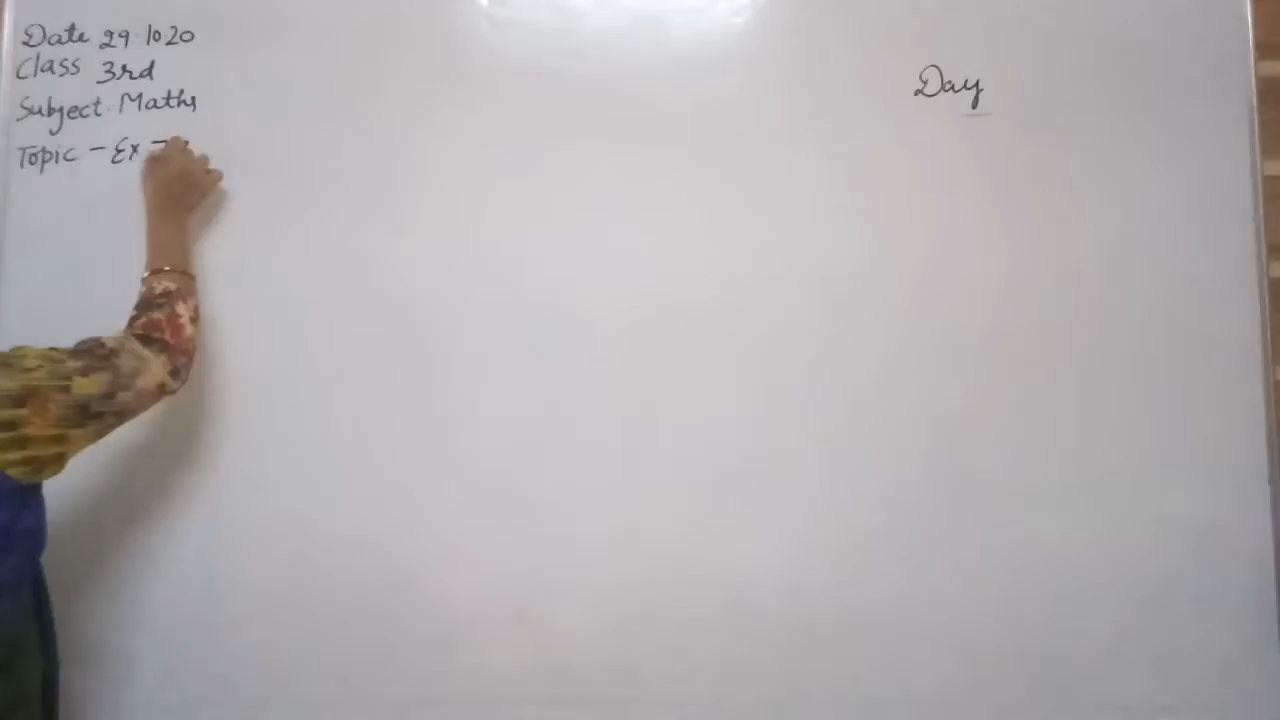 Date 29.10 20
Class 3rd
Subject. Maths
Topic - Ex
Day